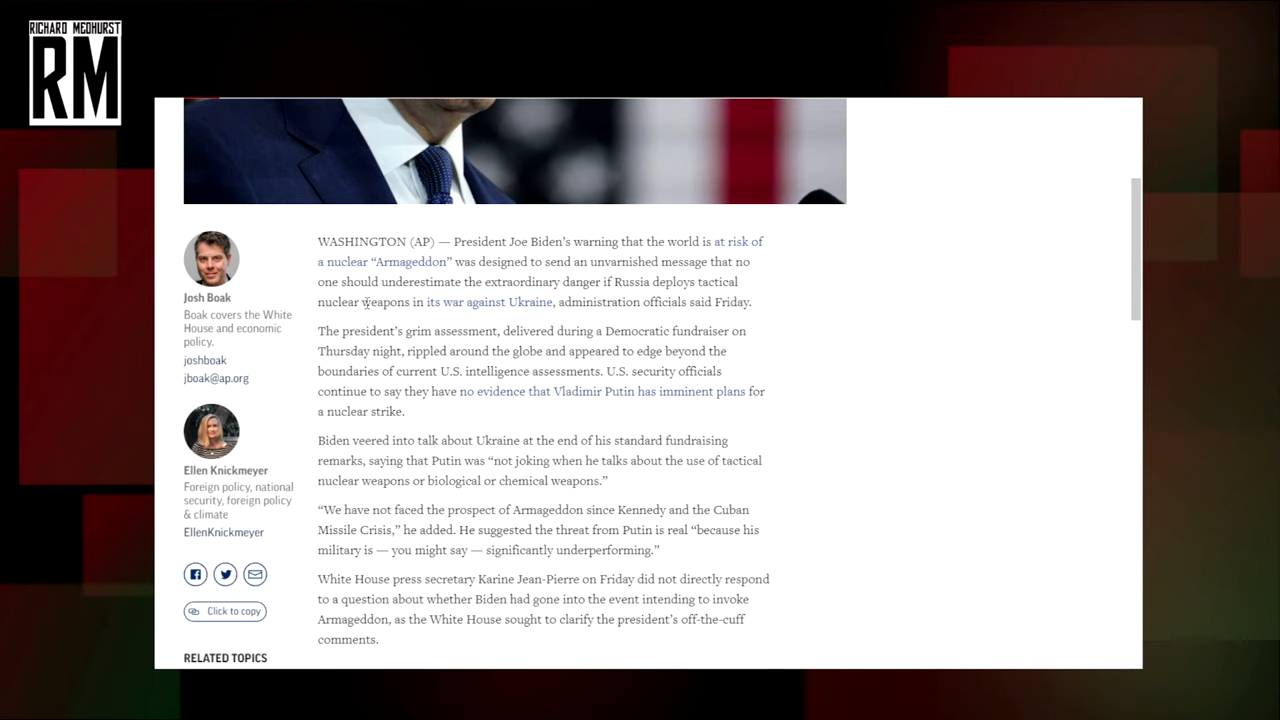 RICHARD MEDHURST
RM
Josh Boak
Boak covers the White
House and economic
policy.
joshboak
jboak@ap.org
Ellen Knickmeyer
Foreign policy, national
security, foreign policy
& climate
EllenKnickmeyer
Click to copy
RELATED TOPICS
WASHINGTON (AP) — President Joe Biden’s warning that the world is at risk of
a nuclear “Armageddon” was designed to send an unvarnished message that no
one should underestimate the extraordinary danger if Russia deploys tactical
nuclear weapons in its war against Ukraine, administration officials said Friday.
The president’s grim assessment, delivered during a Democratic fundraiser on
Thursday night, rippled around the globe and appeared to edge beyond the
boundaries of current U.S. intelligence assessments. U.S. security officials
continue to say they have no evidence that Vladimir Putin has imminent plans for
a nuclear strike.
Biden veered into talk about Ukraine at the end of his standard fundraising
remarks, saying that Putin was “not joking when he talks about the use of tactical
nuclear weapons or biological or chemical weapons.”
“We have not faced the prospect of Armageddon since Kennedy and the Cuban
Missile Crisis,” he added. He suggested the threat from Putin is real “because his
military is — you might say — significantly underperforming.”
White House press secretary Karine Jean-Pierre on Friday did not directly respond
to a question about whether Biden had gone into the event intending to invoke
Armageddon, as the White House sought to clarify the president’s off-the-cuff
comments.